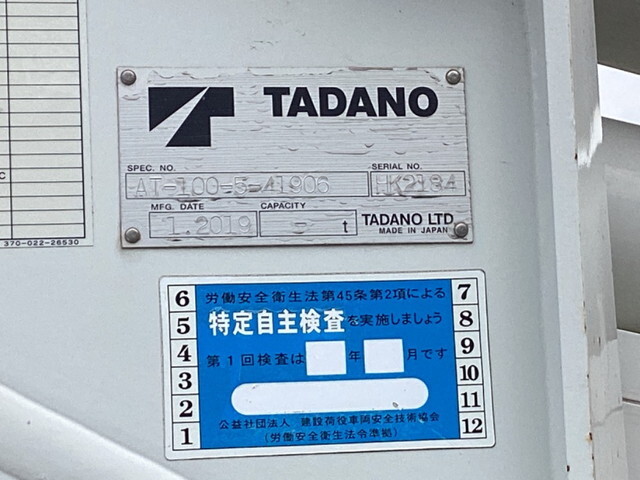 TADANO
SPEC. NO.
SERIAL NO.
AT-100-5-41906
HK2184
MFG. DATE
CAPACITY
1.2019
- t
TADANO LTD
MADE IN JAPAN
370-022-26530
6 労働安全衛生法第45条第2項による 7
5 特定自主検査を実施しましょう 8
4 第1回検査は 年 月です 9
3 10
2 11
1 公益社団法人 建設荷役車両安全技術協会 12
(労働安全衛生法令準拠)